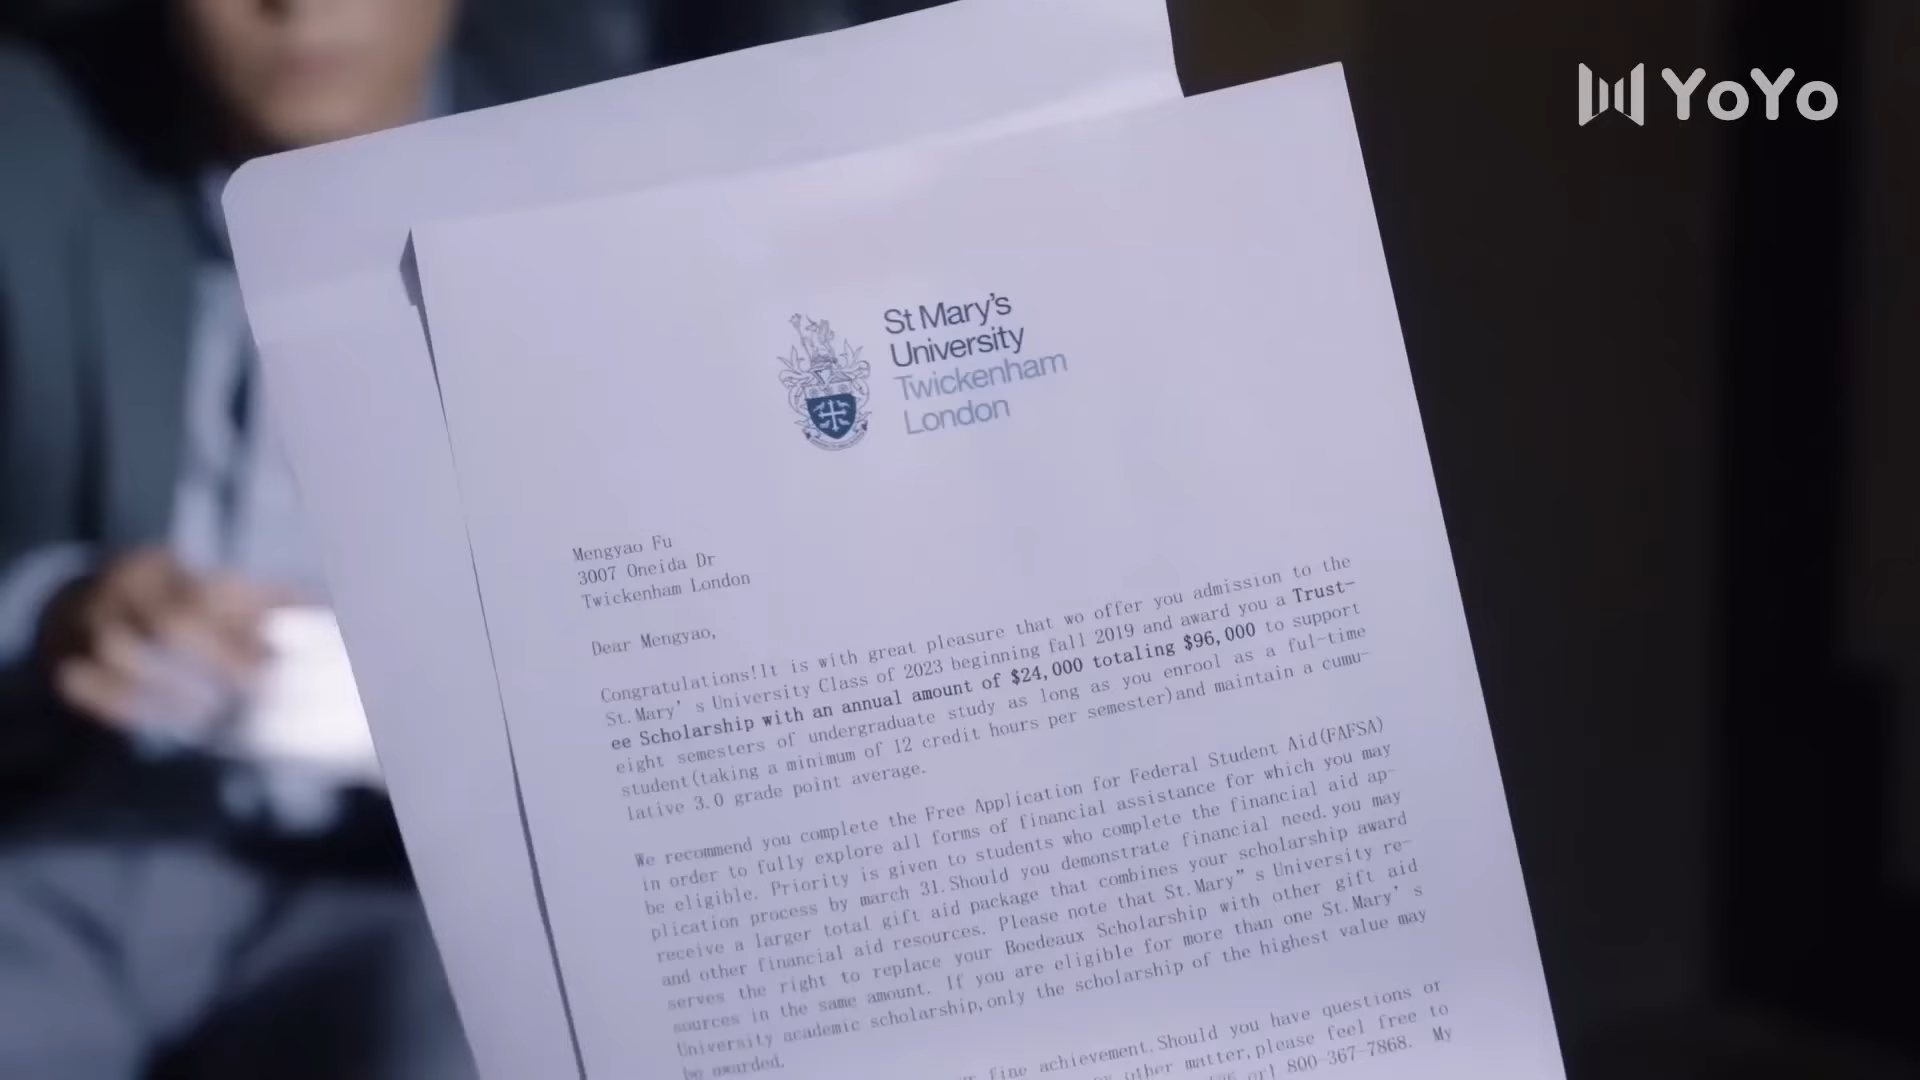 YoYo
St Mary's
University
Twickenham
London
Mengyao Fu
3007 Oneida Dr
Twickenham London
Dear Mengyao,
Congratulations!It is with great pleasure that wo offer you admission to the
St.Mary's University Class of 2023 beginning fall 2019 and award you a Trust-
ee Scholarship with an annual amount of $24,000 totaling $96,000 to support
eight semesters of undergraduate study as long as you enrool as a ful-time
student(taking a minimum of 12 credit hours per semester)and maintain a cumu-
lative 3.0 grade point average.
We recommend you complete the Free Application for Federal Student Aid(FAFSA)
in order to fully explore all forms of financial assistance for which you may
be eligible. Priority is given to students who complete the financial aid ap-
plication process by march 31.Should you demonstrate financial need.you may
receive a larger total gift aid package that combines your scholarship award
and other financial aid resources. Please note that St.Mary"s University re-
serves the right to replace your Boedeaux Scholarship with other gift aid
sources in the same amount. If you are eligible for more than one St.Mary's
University academic scholarship,only the scholarship of the highest value may
be awarded.
fine achievement.Should you have questions or
other matter,please feel free to
800-367-7868. My